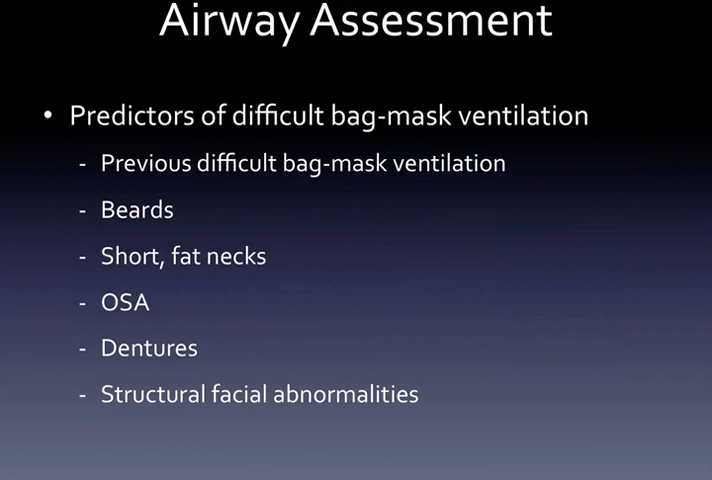 Airway Assessment
• Predictors of difficult bag-mask ventilation
- Previous difficult bag-mask ventilation
- Beards
- Short, fat necks
- OSA
- Dentures
- Structural facial abnormalities